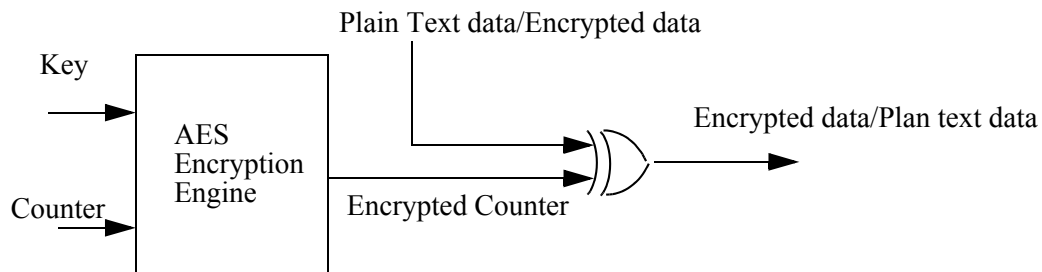 Plain Text data/Encrypted data
Key
AES
Encryption
Engine
Encrypted data/Plan text data
Counter
Encrypted Counter